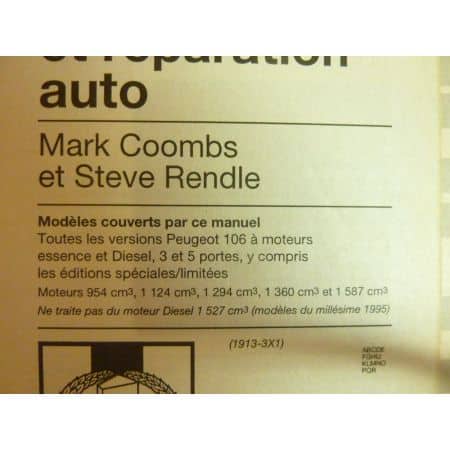 et réparation
auto
Mark Coombs
et Steve Rendle
Modèles couverts par ce manuel
Toutes les versions Peugeot 106 à moteurs
essence et Diesel, 3 et 5 portes, y compris
les éditions spéciales/limitées
Moteurs 954 cm³, 1 124 cm³, 1 294 cm³, 1 360 cm³ et 1 587 cm³
Ne traite pas du moteur Diesel 1 527 cm³ (modèles du millésime 1995)
(1913-3X1)
ABCDE
FGHIJ
KLMNO
PQR